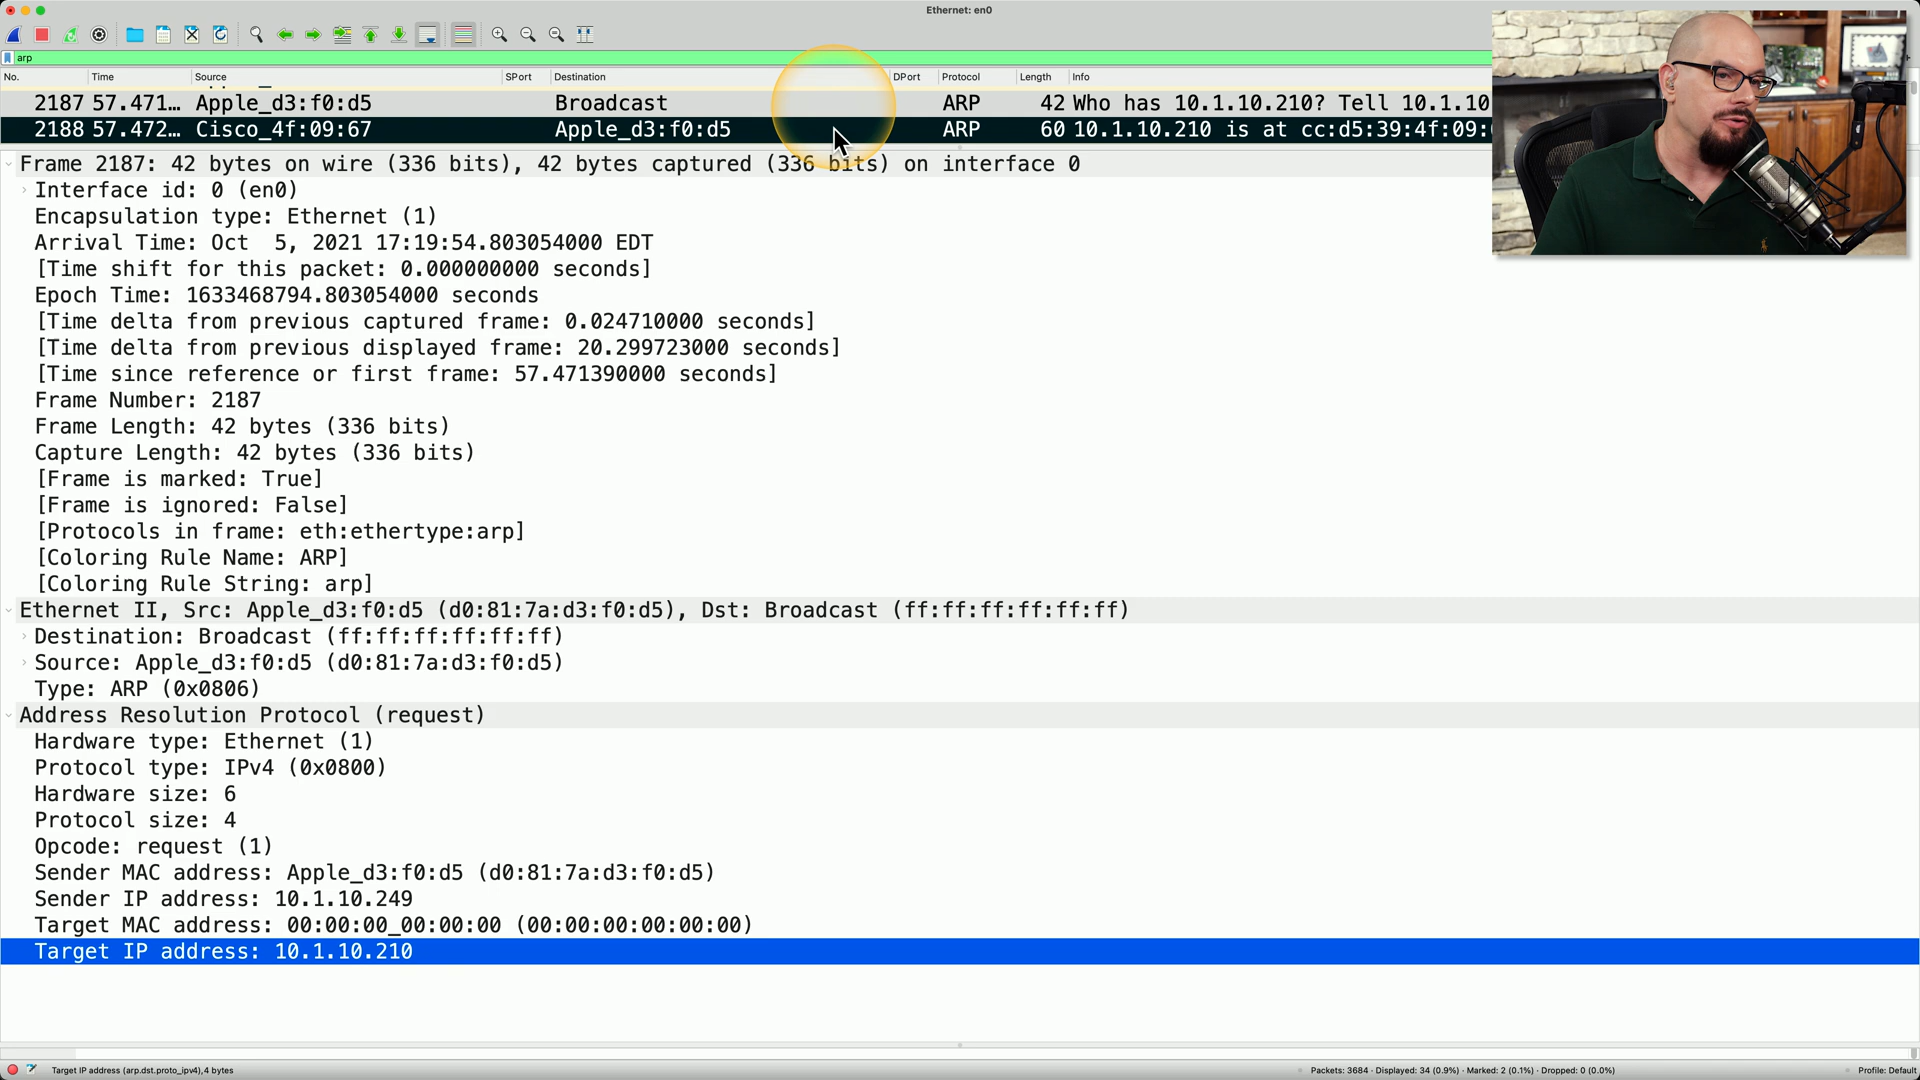 Ethernet: en0
arp
No. Time Source SPort Destination DPort Protocol Length Info
2187 57.471… Apple_d3:f0:d5 Broadcast ARP 42 Who has 10.1.10.210? Tell 10.1.10
2188 57.472… Cisco_4f:09:67 Apple_d3:f0:d5 ARP 60 10.1.10.210 is at cc:d5:39:4f:09:
Frame 2187: 42 bytes on wire (336 bits), 42 bytes captured (336 bits) on interface 0
Interface id: 0 (en0)
Encapsulation type: Ethernet (1)
Arrival Time: Oct  5, 2021 17:19:54.803054000 EDT
[Time shift for this packet: 0.000000000 seconds]
Epoch Time: 1633468794.803054000 seconds
[Time delta from previous captured frame: 0.024710000 seconds]
[Time delta from previous displayed frame: 20.299723000 seconds]
[Time since reference or first frame: 57.471390000 seconds]
Frame Number: 2187
Frame Length: 42 bytes (336 bits)
Capture Length: 42 bytes (336 bits)
[Frame is marked: True]
[Frame is ignored: False]
[Protocols in frame: eth:ethertype:arp]
[Coloring Rule Name: ARP]
[Coloring Rule String: arp]
Ethernet II, Src: Apple_d3:f0:d5 (d0:81:7a:d3:f0:d5), Dst: Broadcast (ff:ff:ff:ff:ff:ff)
Destination: Broadcast (ff:ff:ff:ff:ff:ff)
Source: Apple_d3:f0:d5 (d0:81:7a:d3:f0:d5)
Type: ARP (0x0806)
Address Resolution Protocol (request)
Hardware type: Ethernet (1)
Protocol type: IPv4 (0x0800)
Hardware size: 6
Protocol size: 4
Opcode: request (1)
Sender MAC address: Apple_d3:f0:d5 (d0:81:7a:d3:f0:d5)
Sender IP address: 10.1.10.249
Target MAC address: 00:00:00_00:00:00 (00:00:00:00:00:00)
Target IP address: 10.1.10.210
Target IP address (arp.dst.proto_ipv4), 4 bytes
Packets: 3684 · Displayed: 34 (0.9%) · Marked: 2 (0.1%) · Dropped: 0 (0.0%)
Profile: Default